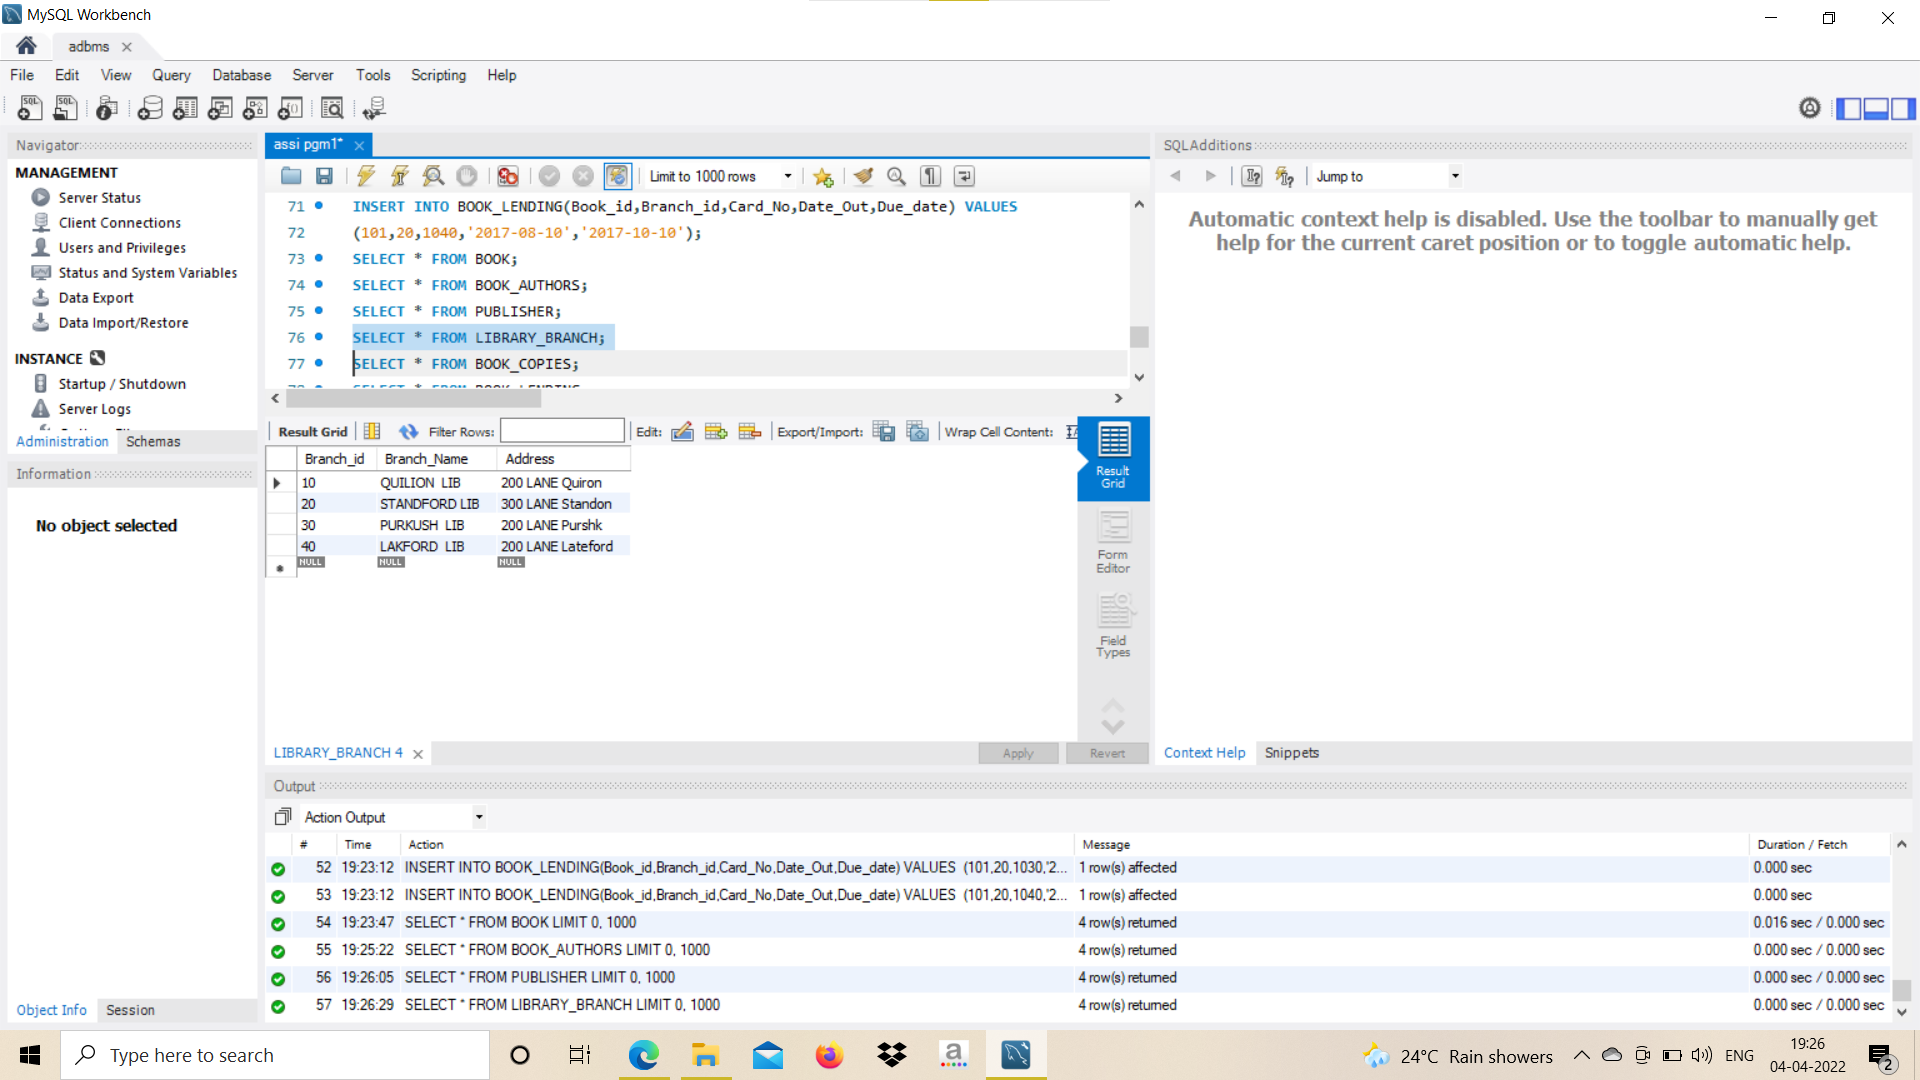 MySQL Workbench
adbms
File Edit View Query Database Server Tools Scripting Help
Navigator
MANAGEMENT
Server Status
Client Connections
Users and Privileges
Status and System Variables
Data Export
Data Import/Restore
INSTANCE
Startup / Shutdown
Server Logs
Administration Schemas
Information
No object selected
Object Info Session
assi pgm1*
Limit to 1000 rows
71 INSERT INTO BOOK_LENDING(Book_id,Branch_id,Card_No,Date_Out,Due_date) VALUES
72 (101,20,1040,'2017-08-10','2017-10-10');
73 SELECT * FROM BOOK;
74 SELECT * FROM BOOK_AUTHORS;
75 SELECT * FROM PUBLISHER;
76 SELECT * FROM LIBRARY_BRANCH;
77 SELECT * FROM BOOK_COPIES;
Result Grid Filter Rows: Edit: Export/Import: Wrap Cell Content:
Branch_id Branch_Name Address
10 QUILION LIB 200 LANE Quiron
20 STANDFORD LIB 300 LANE Standon
30 PURKUSH LIB 200 LANE Purshk
40 LAKFORD LIB 200 LANE Lateford
NULL NULL NULL
Result
Grid
Form
Editor
Field
Types
LIBRARY_BRANCH 4
Apply Revert
SQLAdditions
Jump to
Automatic context help is disabled. Use the toolbar to manually get
help for the current caret position or to toggle automatic help.
Context Help Snippets
Output
Action Output
# Time Action Message Duration / Fetch
52 19:23:12 INSERT INTO BOOK_LENDING(Book_id,Branch_id,Card_No,Date_Out,Due_date) VALUES (101,20,1030,'2... 1 row(s) affected 0.000 sec
53 19:23:12 INSERT INTO BOOK_LENDING(Book_id,Branch_id,Card_No,Date_Out,Due_date) VALUES (101,20,1040,'2... 1 row(s) affected 0.000 sec
54 19:23:47 SELECT * FROM BOOK LIMIT 0, 1000 4 row(s) returned 0.016 sec / 0.000 sec
55 19:25:22 SELECT * FROM BOOK_AUTHORS LIMIT 0, 1000 4 row(s) returned 0.000 sec / 0.000 sec
56 19:26:05 SELECT * FROM PUBLISHER LIMIT 0, 1000 4 row(s) returned 0.000 sec / 0.000 sec
57 19:26:29 SELECT * FROM LIBRARY_BRANCH LIMIT 0, 1000 4 row(s) returned 0.000 sec / 0.000 sec
Type here to search
24°C Rain showers
ENG
19:26
04-04-2022
2